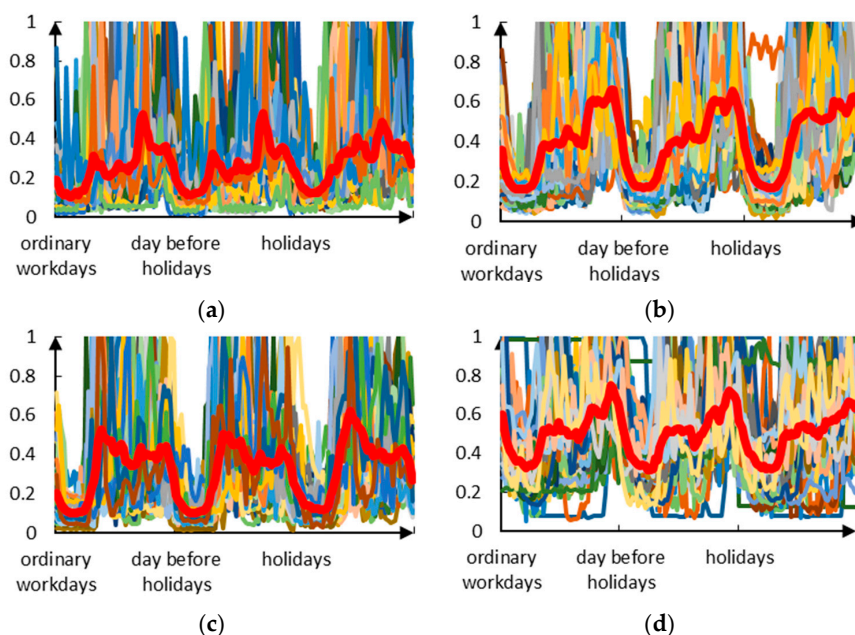 1
0.8
0.6
0.4
0.2
0
ordinary
workdays
day before
holidays
holidays
(a)
1
0.8
0.6
0.4
0.2
0
ordinary
workdays
day before
holidays
holidays
(b)
1
0.8
0.6
0.4
0.2
0
ordinary
workdays
day before
holidays
holidays
(c)
1
0.8
0.6
0.4
0.2
0
ordinary
workdays
day before
holidays
holidays
(d)